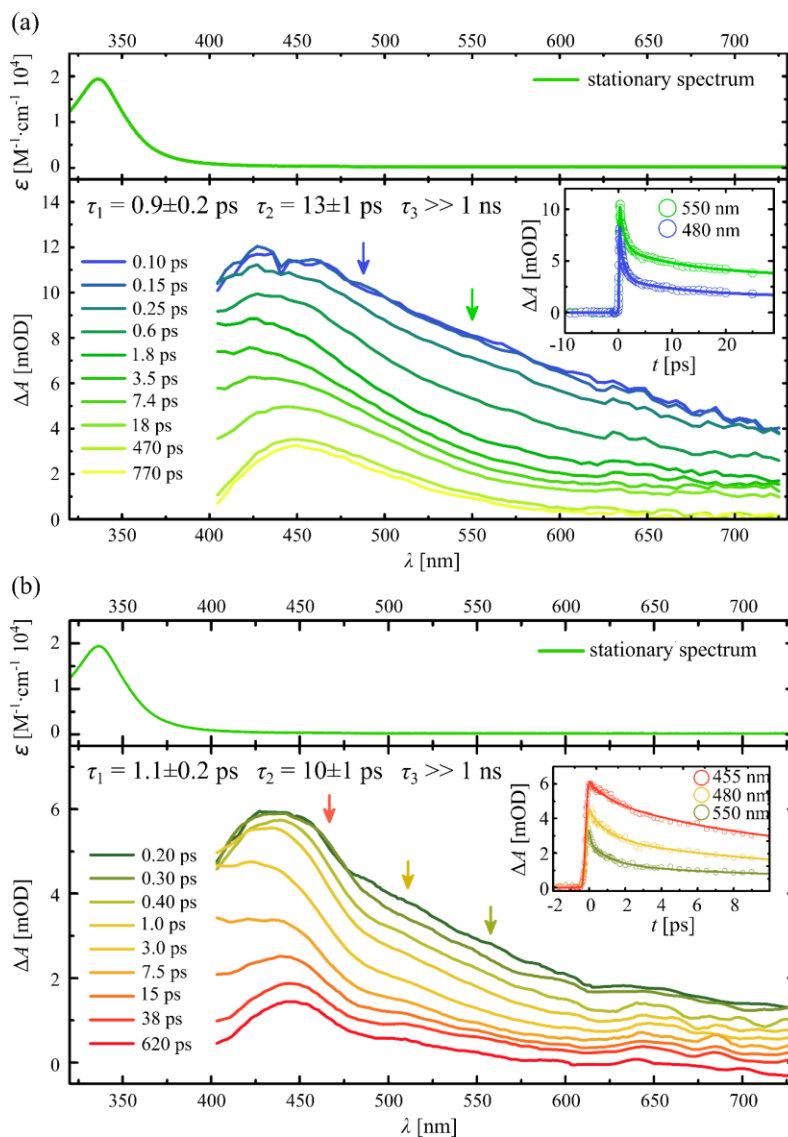 (a)
350 400 450 500 550 600 650 700
ε [M⁻¹·cm⁻¹ 10⁴]
2
1
0
stationary spectrum
τ₁ = 0.9±0.2 ps τ₂ = 13±1 ps τ₃ >> 1 ns
ΔA [mOD]
14
12
10
8
6
4
2
0
0.10 ps
0.15 ps
0.25 ps
0.6 ps
1.8 ps
3.5 ps
7.4 ps
18 ps
470 ps
770 ps
ΔA [mOD]
10
5
0
550 nm
480 nm
-10 0 10 20
t [ps]
350 400 450 500 550 600 650 700
λ [nm]
(b)
350 400 450 500 550 600 650 700
ε [M⁻¹·cm⁻¹ 10⁴]
2
1
0
stationary spectrum
τ₁ = 1.1±0.2 ps τ₂ = 10±1 ps τ₃ >> 1 ns
ΔA [mOD]
6
4
2
0
0.20 ps
0.30 ps
0.40 ps
1.0 ps
3.0 ps
7.5 ps
15 ps
38 ps
620 ps
ΔA [mOD]
6
4
2
0
455 nm
480 nm
550 nm
-2 0 2 4 6 8
t [ps]
350 400 450 500 550 600 650 700
λ [nm]